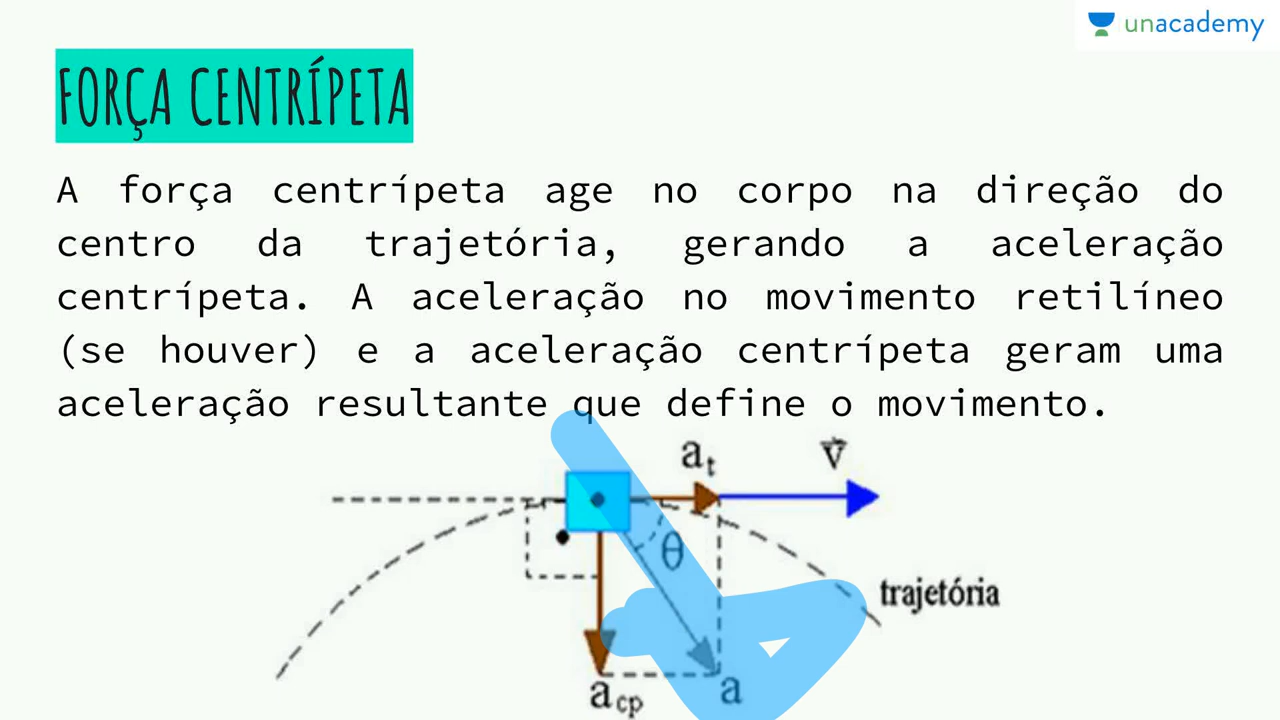 unacademy
FORÇA CENTRÍPETA
A força centrípeta age no corpo na direção do
centro da trajetória, gerando a aceleração
centrípeta. A aceleração no movimento retilíneo
(se houver) e a aceleração centrípeta geram uma
aceleração resultante que define o movimento.
at
v
θ
trajetória
acp
a